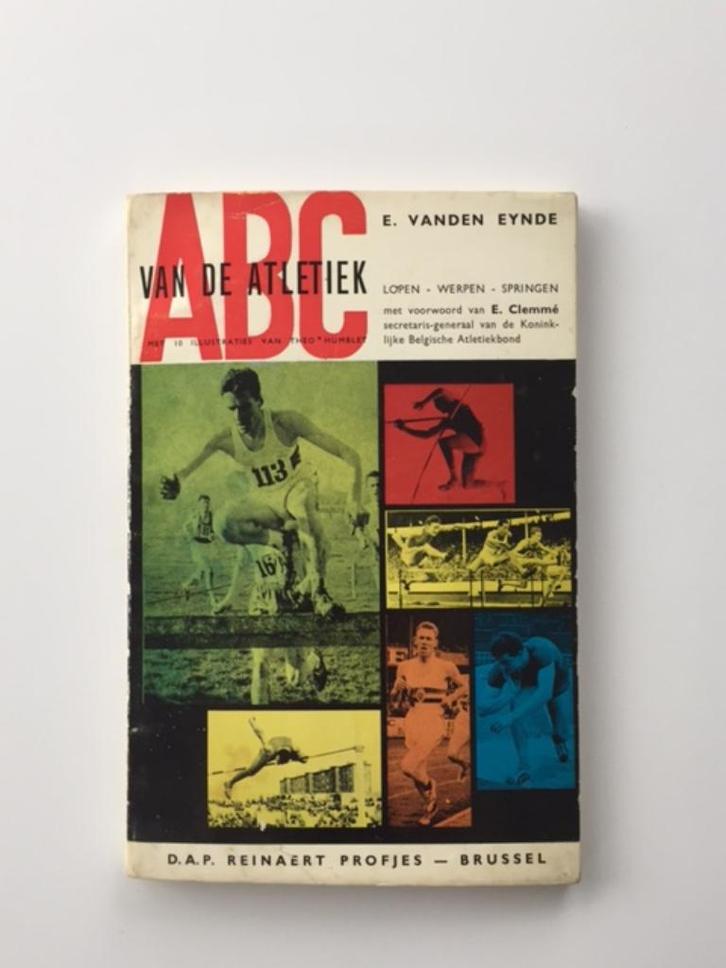 ABC
VAN DE ATLETIEK
MET 10 ILLUSTRATIES VAN THEO HUMBLET
E. VANDEN EYNDE
LOPEN - WERPEN - SPRINGEN
met voorwoord van E. Clemmé
secretaris-generaal van de Konink-
lijke Belgische Atletiekbond
113
16
D.A.P. REINAERT PROFJES — BRUSSEL